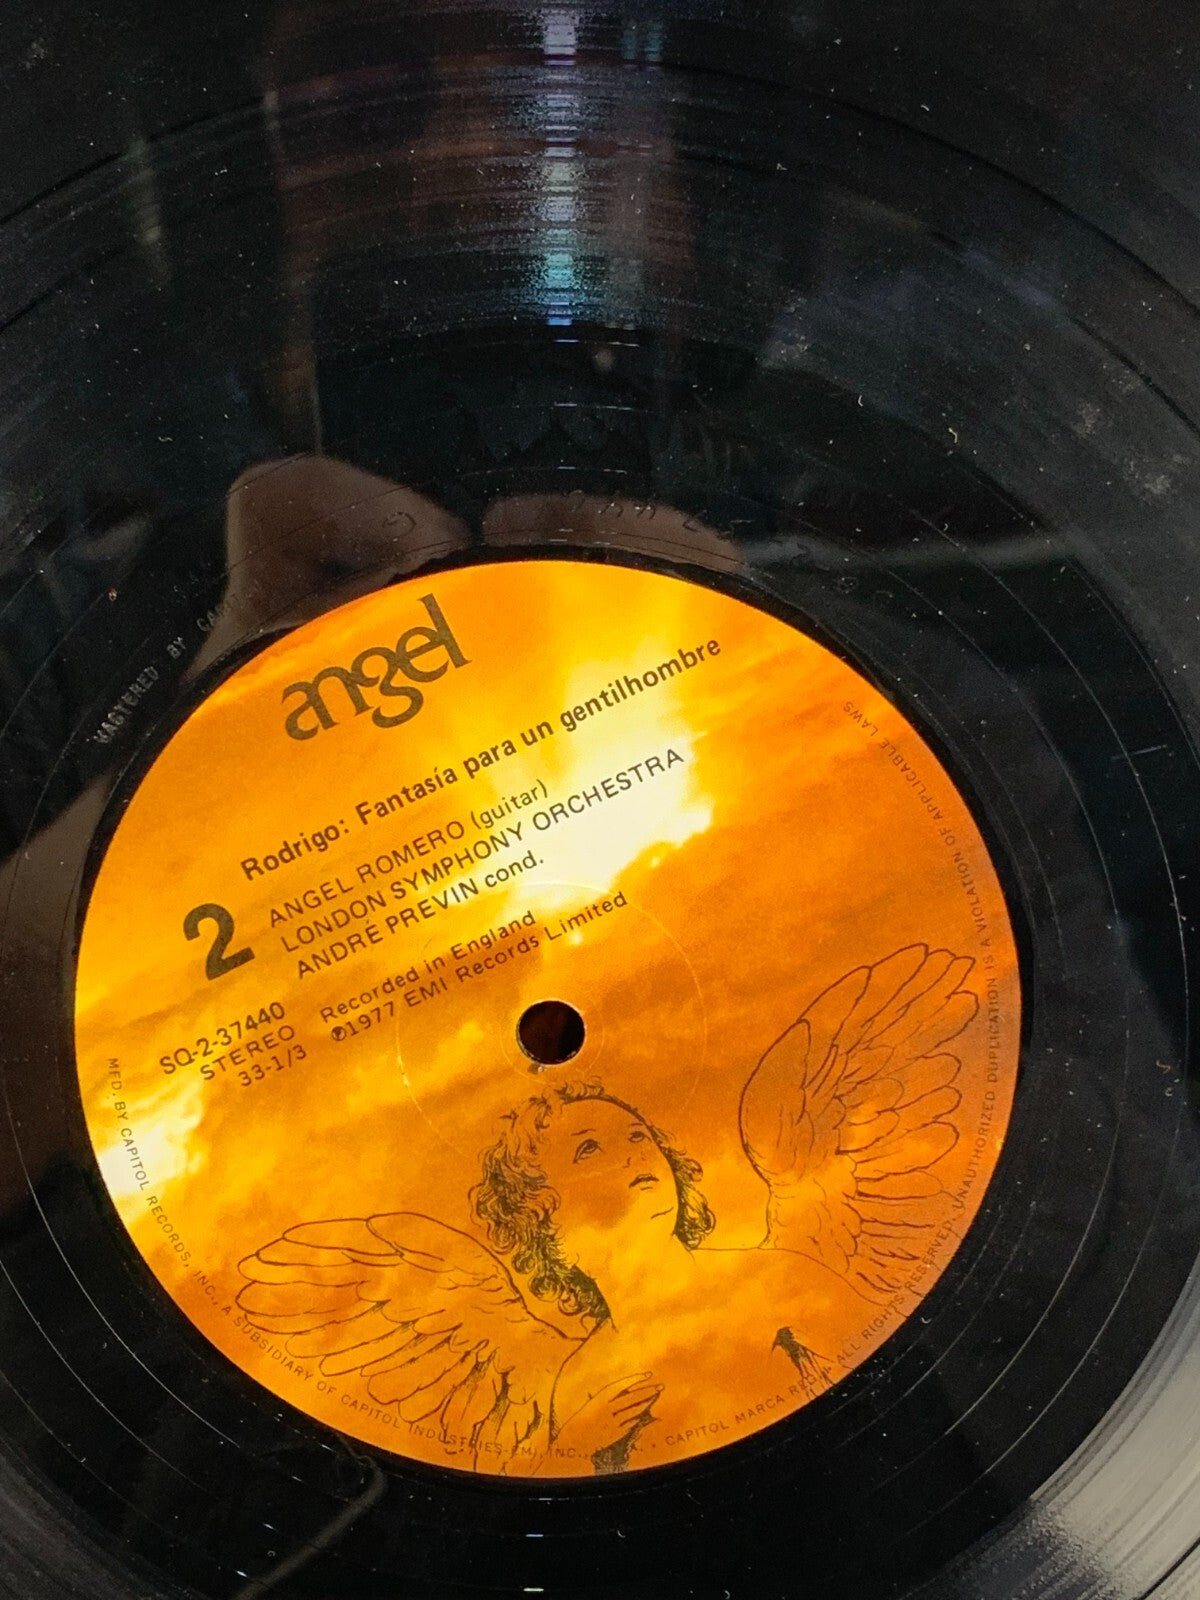 angel
Rodrigo: Fantasía para un gentilhombre
2
ANGEL ROMERO (guitar)
LONDON SYMPHONY ORCHESTRA
ANDRÉ PREVIN cond.
Recorded in England
℗1977 EMI Records Limited
SQ-2-37440
STEREO
33-1/3
MFD. BY CAPITOL RECORDS, INC., A SUBSIDIARY OF CAPITOL INDUSTRIES-EMI, INC., • CAPITOL MARCA REG. • ALL RIGHTS RESERVED. UNAUTHORIZED DUPLICATION IS A VIOLATION OF APPLICABLE LAWS
MASTERED BY